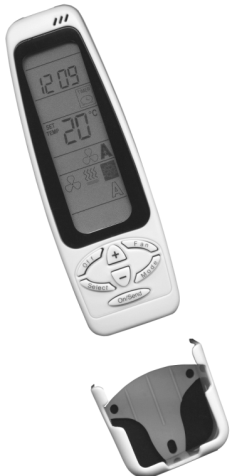 12 09
SET
TEMP 20 °C
A
A
Off + Fan
Select − Mode
On/Send